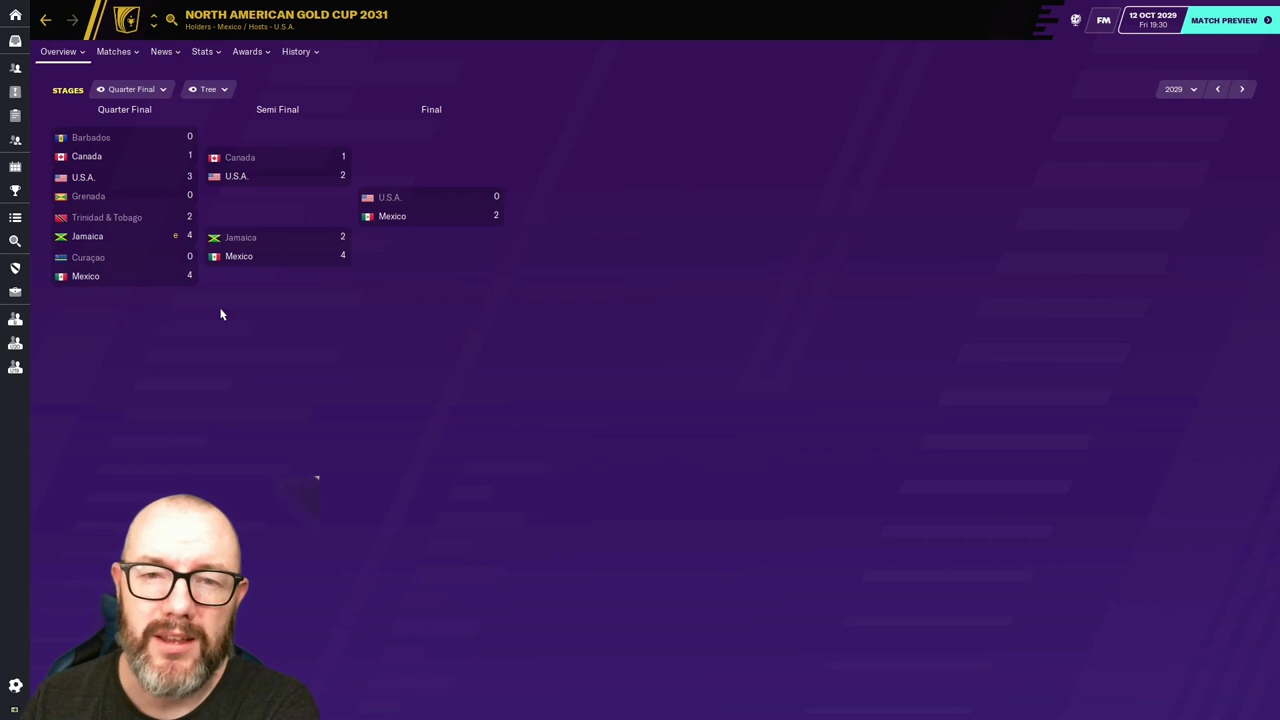 NORTH AMERICAN GOLD CUP 2031
Holders - Mexico / Hosts - U.S.A.
FM
12 OCT 2029
Fri 19:30
MATCH PREVIEW
Overview
Matches
News
Stats
Awards
History
STAGES
Quarter Final
Tree
2029
Quarter Final
Semi Final
Final
Barbados 0
Canada 1
U.S.A. 3
Grenada 0
Trinidad & Tobago 2
Jamaica e 4
Curaçao 0
Mexico 4
Canada 1
U.S.A. 2
Jamaica 2
Mexico 4
U.S.A. 0
Mexico 2